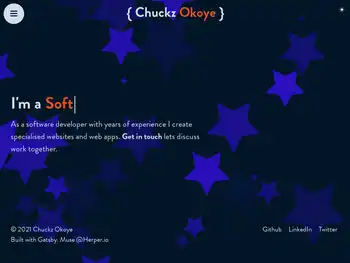 { Chuckz Okoye }
I'm a Soft
As a software developer with years of experience I create
specialised websites and web apps. Get in touch lets discuss
work together.
© 2021 Chuckz Okoye
Built with Gatsby. Muse @Herper.io
Github LinkedIn Twitter